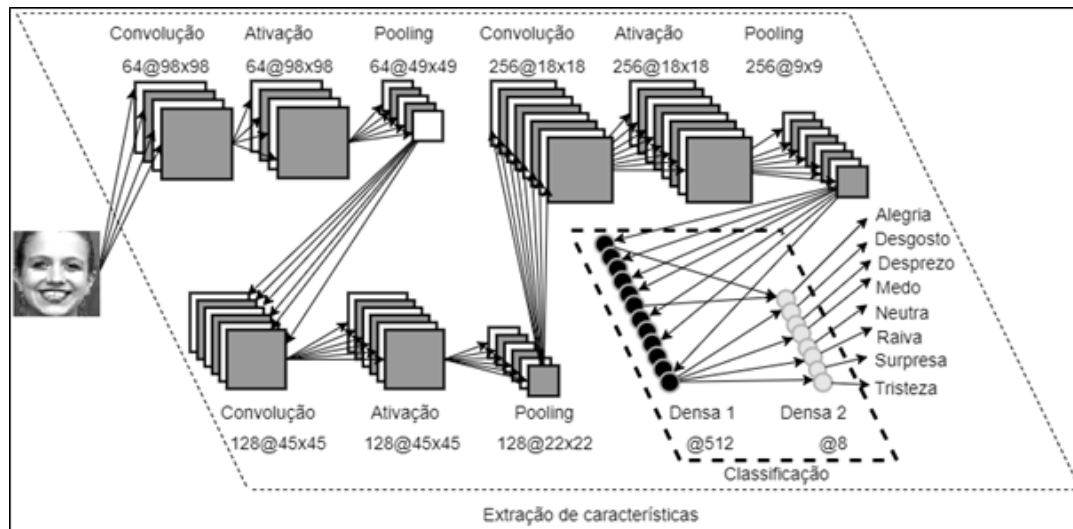 Convolução
64@98x98
Ativação
64@98x98
Pooling
64@49x49
Convolução
256@18x18
Ativação
256@18x18
Pooling
256@9x9
Alegria
Desgosto
Desprezo
Medo
Neutra
Raiva
Surpresa
Tristeza
Convolução
128@45x45
Ativação
128@45x45
Pooling
128@22x22
Densa 1
@512
Densa 2
@8
Classificação
Extração de características